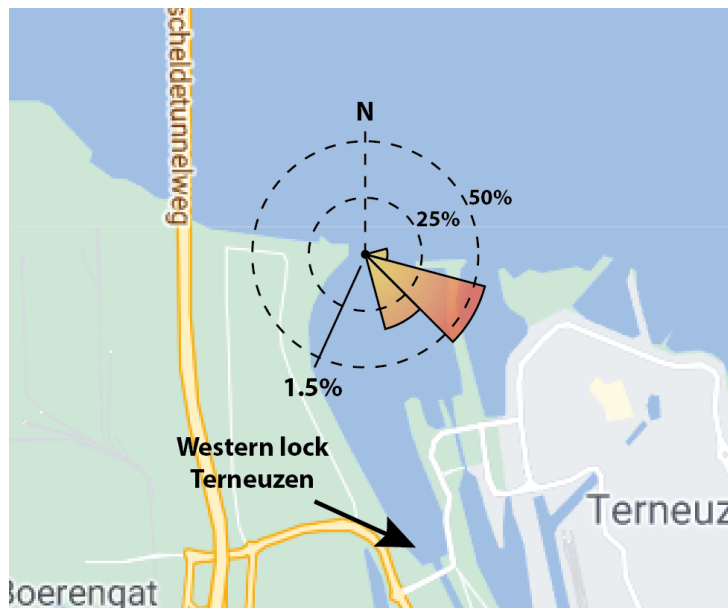 scheldetunnelweg
N
50%
25%
1.5%
Western lock
Terneuzen
Terneuz
Boerengat